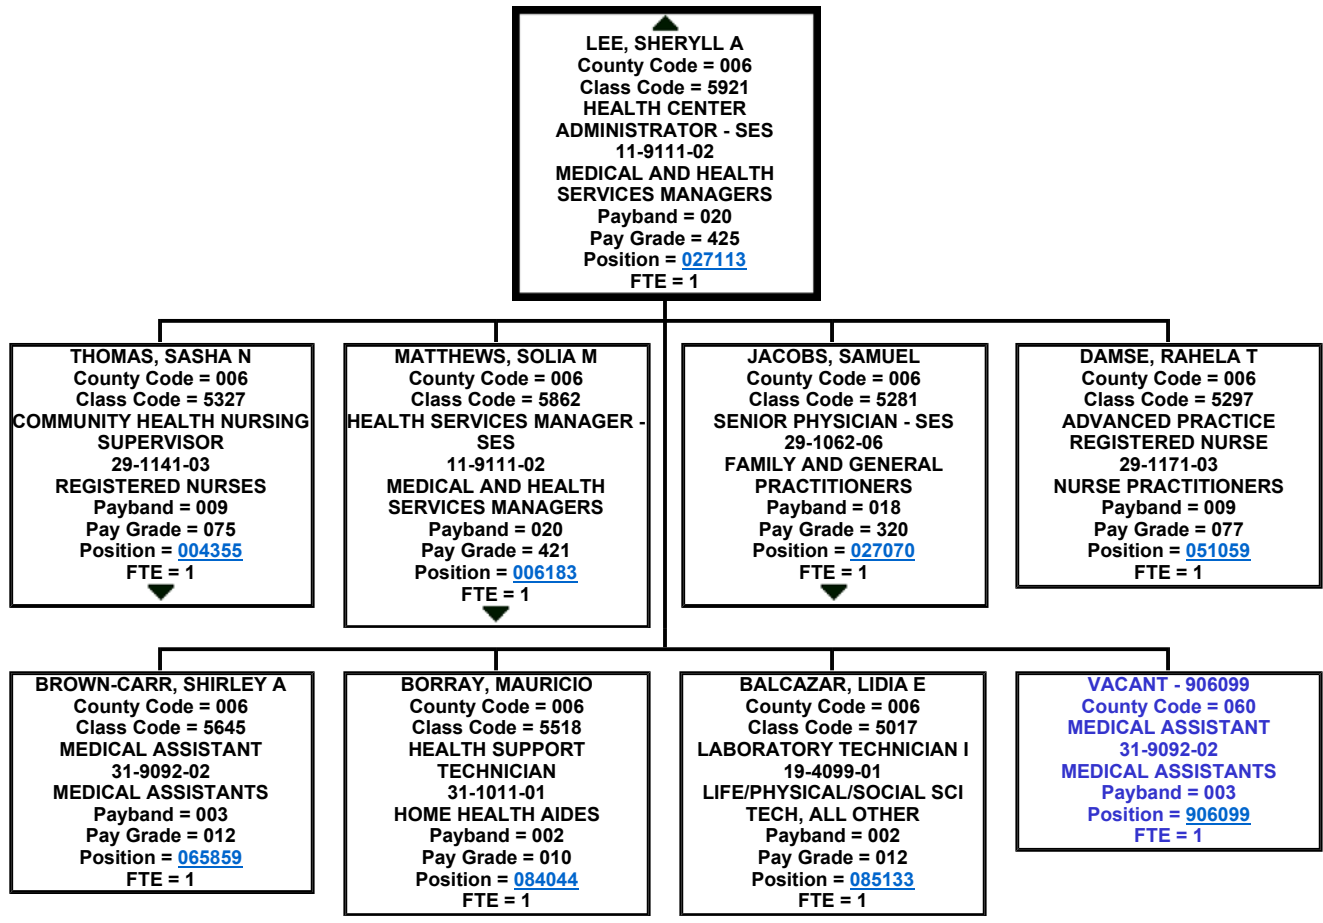 LEE, SHERYLL A
County Code = 006
Class Code = 5921
HEALTH CENTER
ADMINISTRATOR - SES
11-9111-02
MEDICAL AND HEALTH
SERVICES MANAGERS
Payband = 020
Pay Grade = 425
Position = 027113
FTE = 1
THOMAS, SASHA N
County Code = 006
Class Code = 5327
COMMUNITY HEALTH NURSING
SUPERVISOR
29-1141-03
REGISTERED NURSES
Payband = 009
Pay Grade = 075
Position = 004355
FTE = 1
MATTHEWS, SOLIA M
County Code = 006
Class Code = 5862
HEALTH SERVICES MANAGER -
SES
11-9111-02
MEDICAL AND HEALTH
SERVICES MANAGERS
Payband = 020
Pay Grade = 421
Position = 006183
FTE = 1
JACOBS, SAMUEL
County Code = 006
Class Code = 5281
SENIOR PHYSICIAN - SES
29-1062-06
FAMILY AND GENERAL
PRACTITIONERS
Payband = 018
Pay Grade = 320
Position = 027070
FTE = 1
DAMSE, RAHELA T
County Code = 006
Class Code = 5297
ADVANCED PRACTICE
REGISTERED NURSE
29-1171-03
NURSE PRACTITIONERS
Payband = 009
Pay Grade = 077
Position = 051059
FTE = 1
BROWN-CARR, SHIRLEY A
County Code = 006
Class Code = 5645
MEDICAL ASSISTANT
31-9092-02
MEDICAL ASSISTANTS
Payband = 003
Pay Grade = 012
Position = 065859
FTE = 1
BORRAY, MAURICIO
County Code = 006
Class Code = 5518
HEALTH SUPPORT
TECHNICIAN
31-1011-01
HOME HEALTH AIDES
Payband = 002
Pay Grade = 010
Position = 084044
FTE = 1
BALCAZAR, LIDIA E
County Code = 006
Class Code = 5017
LABORATORY TECHNICIAN I
19-4099-01
LIFE/PHYSICAL/SOCIAL SCI
TECH, ALL OTHER
Payband = 002
Pay Grade = 012
Position = 085133
FTE = 1
VACANT - 906099
County Code = 060
MEDICAL ASSISTANT
31-9092-02
MEDICAL ASSISTANTS
Payband = 003
Position = 906099
FTE = 1